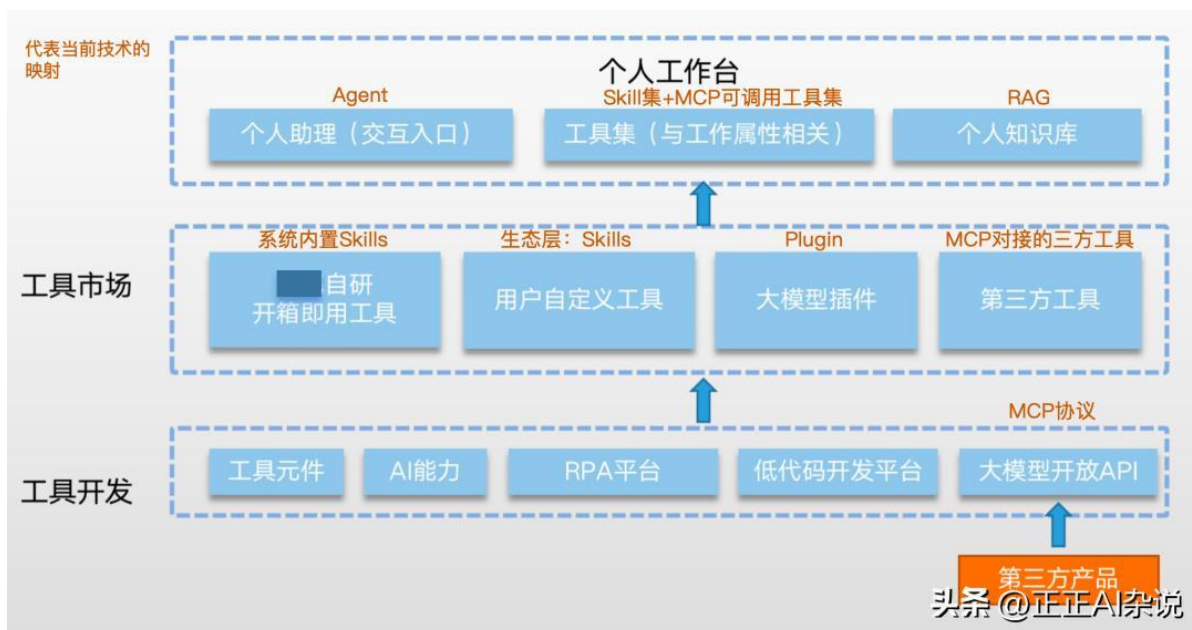 代表当前技术的
映射
个人工作台
Agent
Skill集+MCP可调用工具集
RAG
个人助理（交互入口）
工具集（与工作属性相关）
个人知识库
系统内置Skills
生态层：Skills
Plugin
MCP对接的三方工具
工具市场
自研
开箱即用工具
用户自定义工具
大模型插件
第三方工具
MCP协议
工具开发
工具元件
AI能力
RPA平台
低代码开发平台
大模型开放API
第三方产品
头条 @正正AI杂说